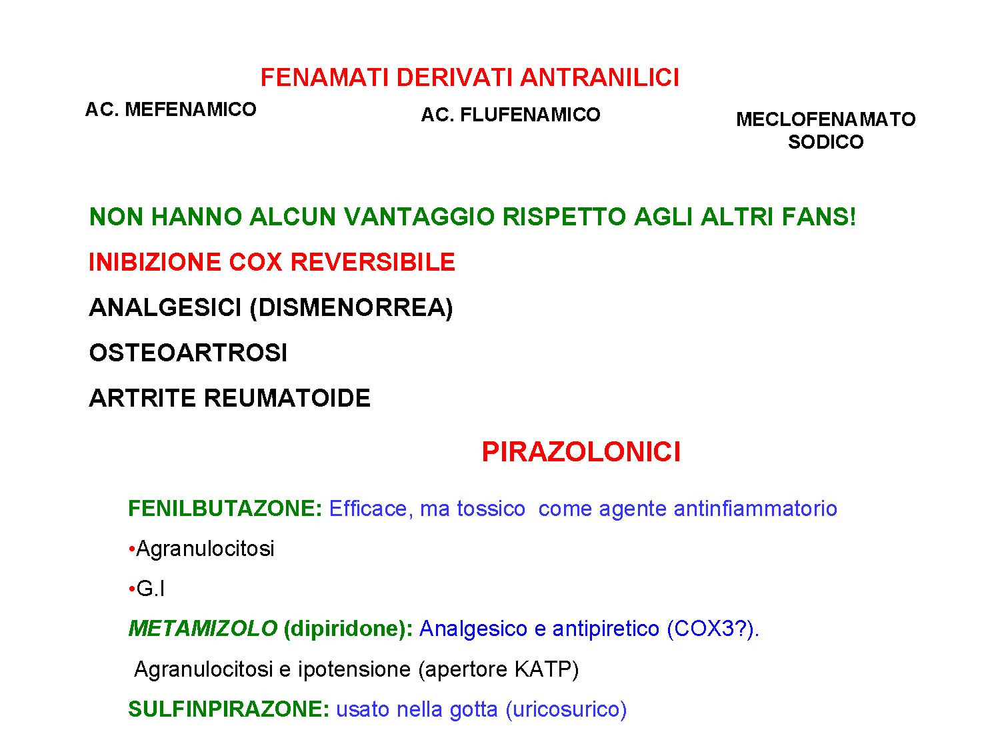 FENAMATI DERIVATI ANTRANILICI
AC. MEFENAMICO
AC. FLUFENAMICO
MECLOFENAMATO
SODICO
NON HANNO ALCUN VANTAGGIO RISPETTO AGLI ALTRI FANS!
INIBIZIONE COX REVERSIBILE
ANALGESICI (DISMENORREA)
OSTEOARTROSI
ARTRITE REUMATOIDE
PIRAZOLONICI
FENILBUTAZONE: Efficace, ma tossico come agente antinfiammatorio
•Agranulocitosi
•G.I
METAMIZOLO (dipiridone): Analgesico e antipiretico (COX3?).
Agranulocitosi e ipotensione (apertore KATP)
SULFINPIRAZONE: usato nella gotta (uricosurico)